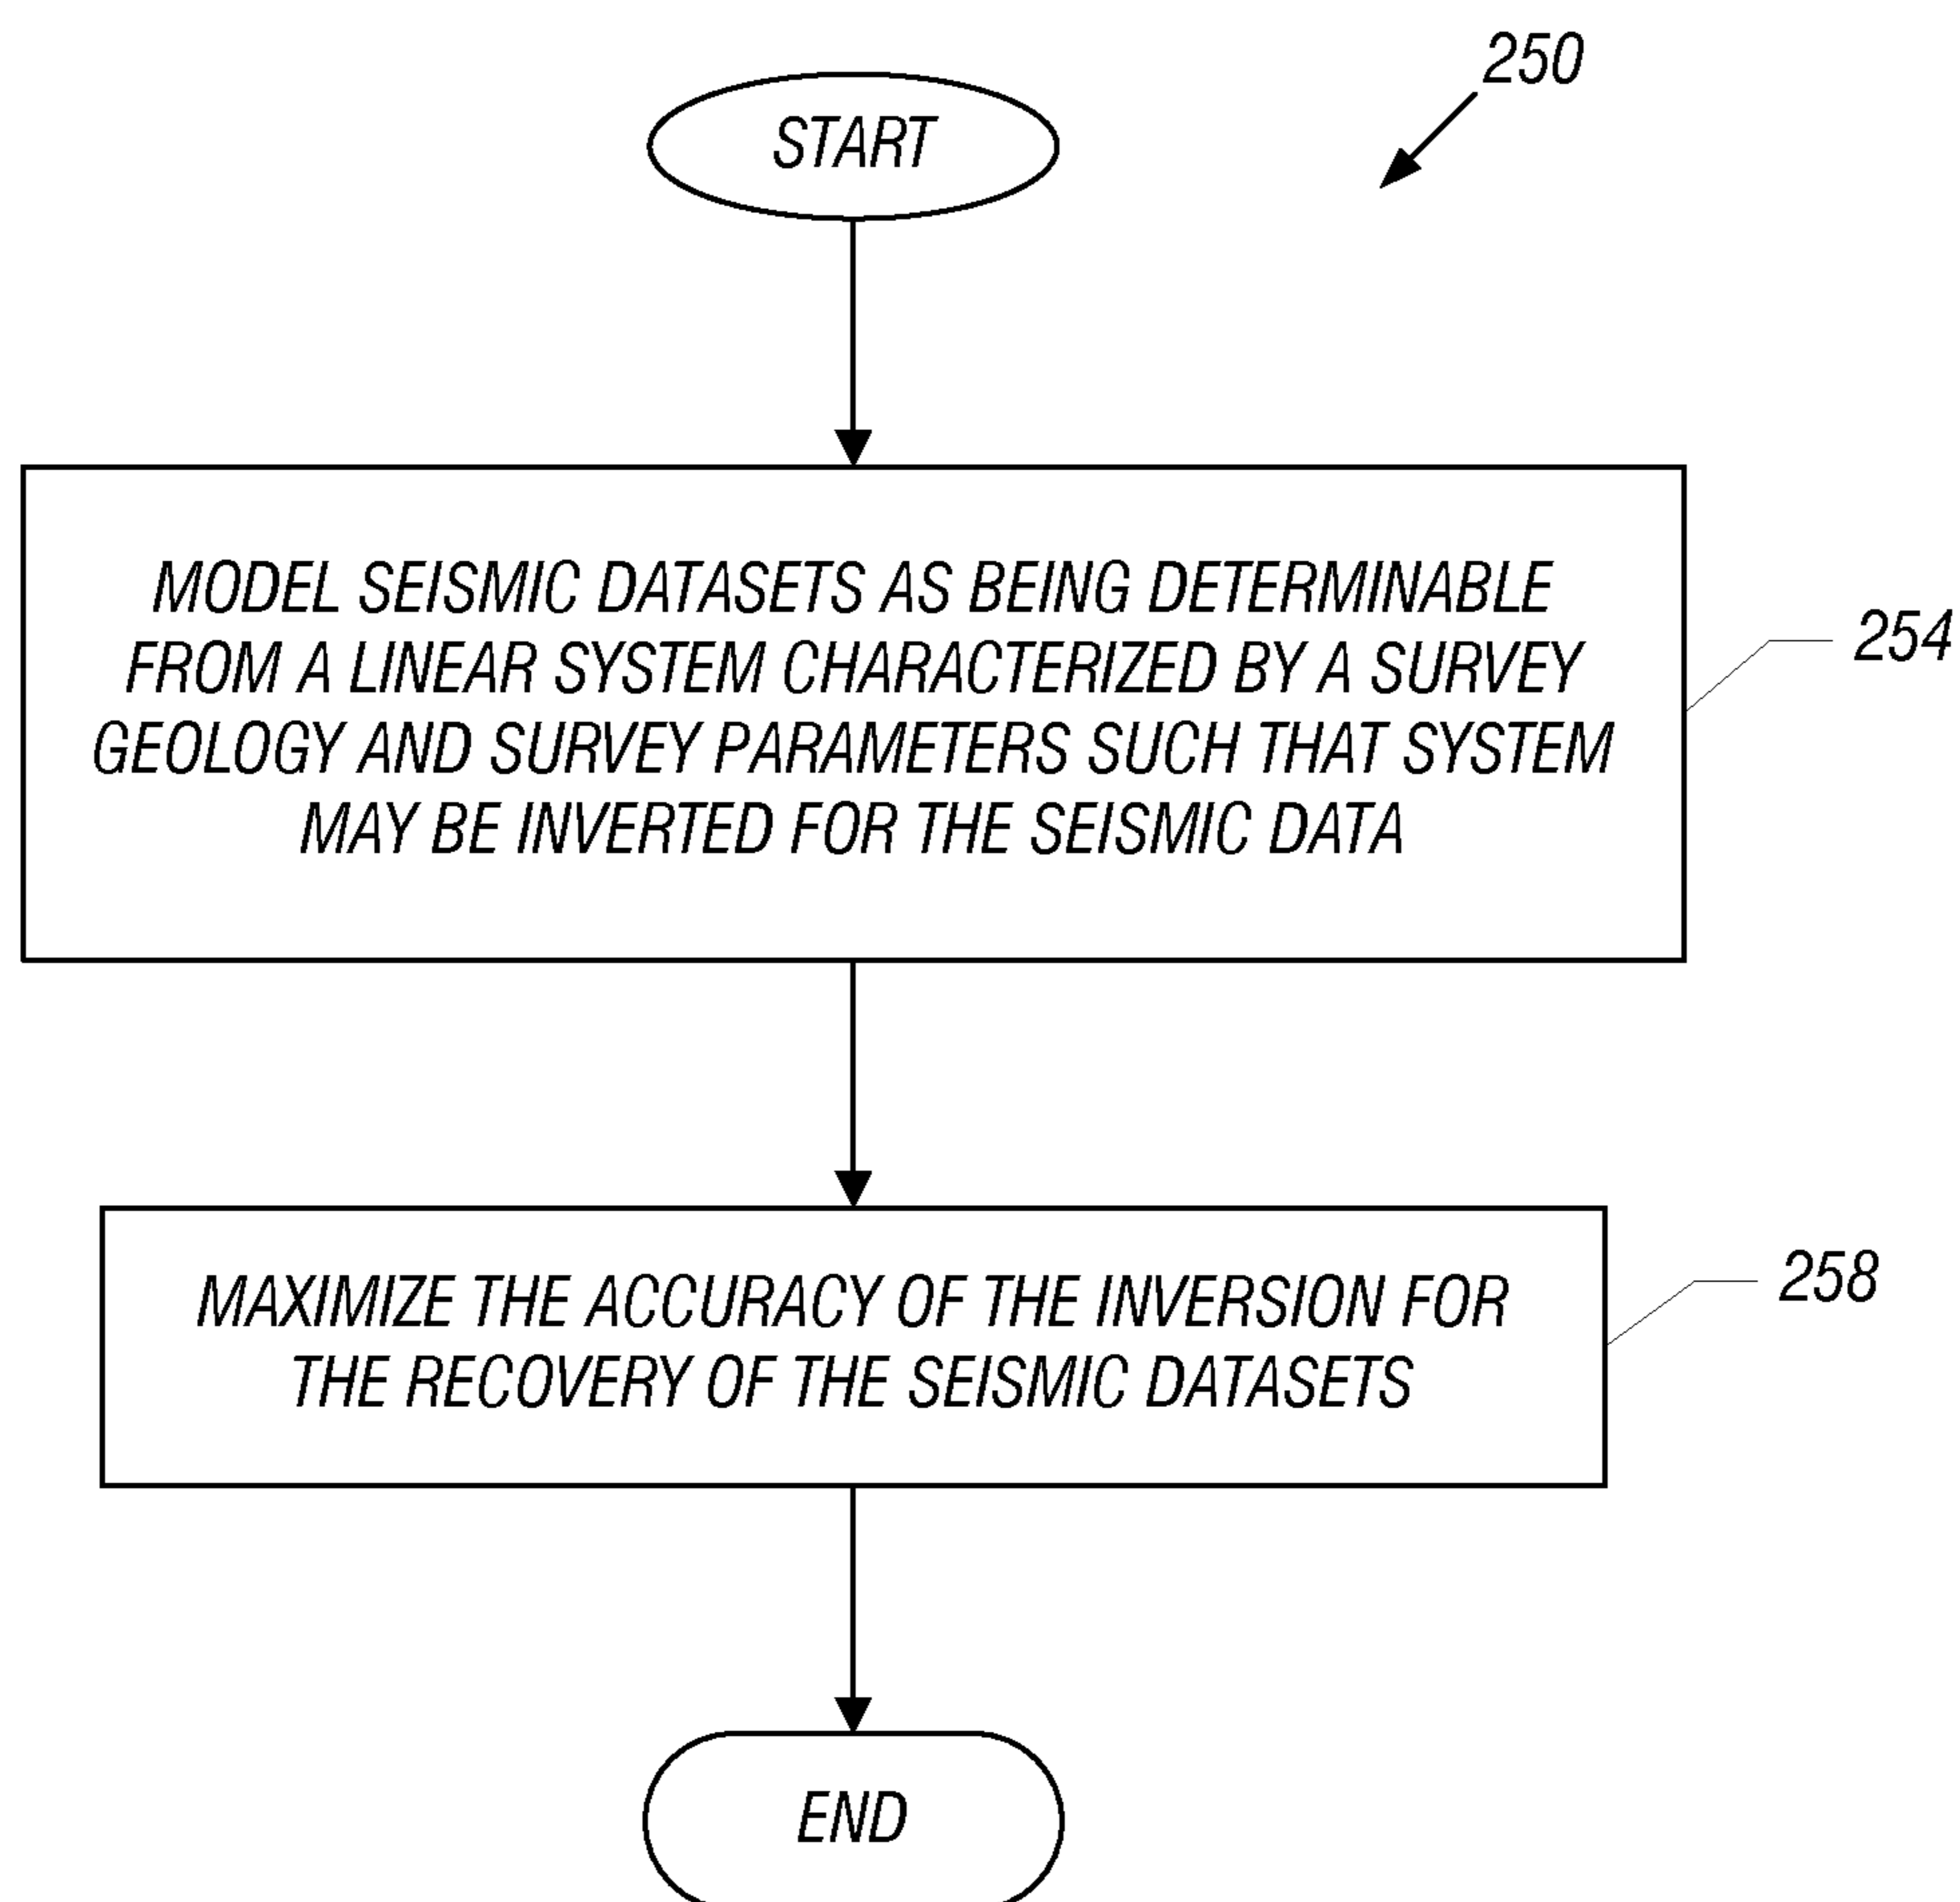 250
START
MODEL SEISMIC DATASETS AS BEING DETERMINABLE
FROM A LINEAR SYSTEM CHARACTERIZED BY A SURVEY
GEOLOGY AND SURVEY PARAMETERS SUCH THAT SYSTEM
MAY BE INVERTED FOR THE SEISMIC DATA
254
MAXIMIZE THE ACCURACY OF THE INVERSION FOR
THE RECOVERY OF THE SEISMIC DATASETS
258
END